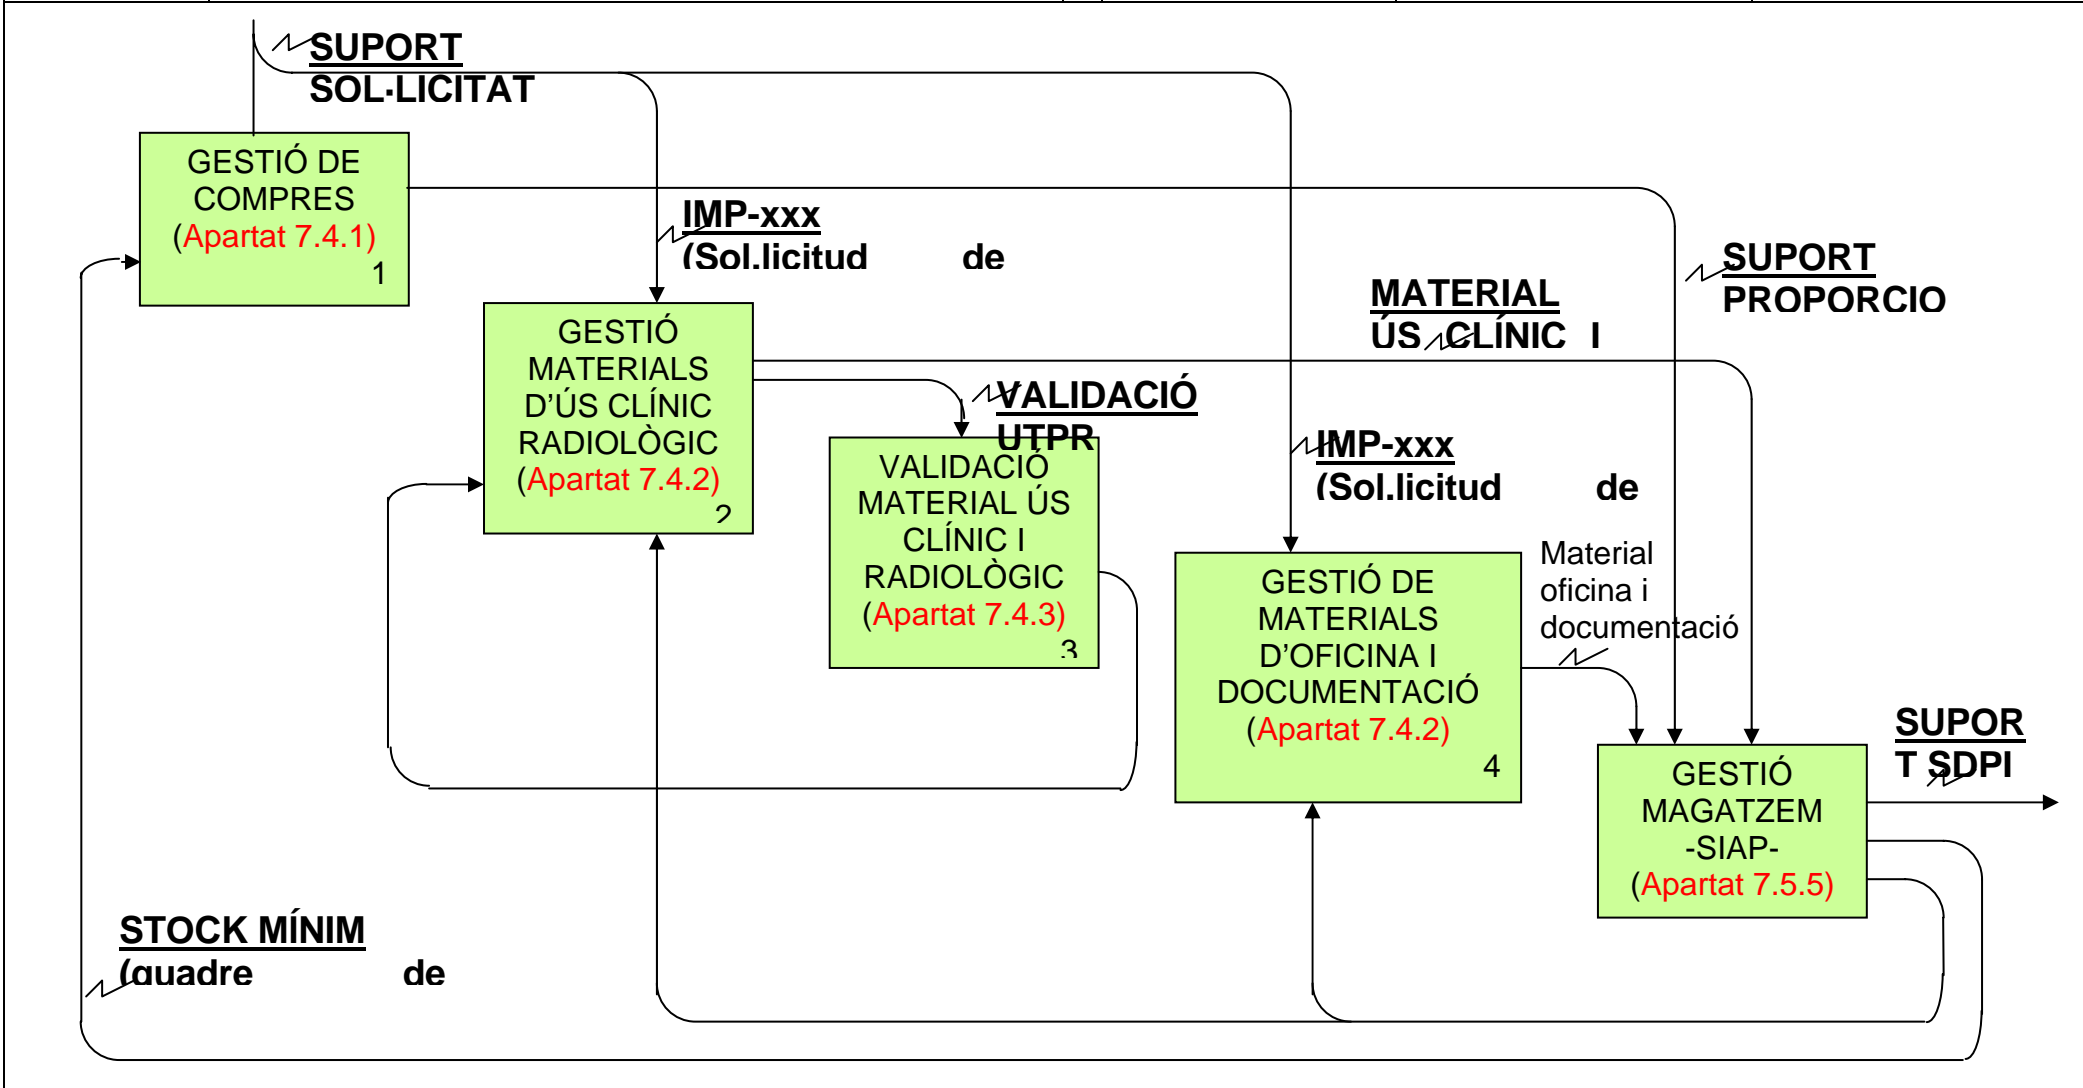 SUPORT
SOL·LICITAT
GESTIÓ DE
COMPRES
(Apartat 7.4.1)
1
IMP-xxx
(Sol.licitud de
SUPORT
PROPORCIO
MATERIAL
ÚS CLÍNIC I
GESTIÓ
MATERIALS
D'ÚS CLÍNIC
RADIOLÒGIC
(Apartat 7.4.2)
2
VALIDACIÓ
UTPR
VALIDACIÓ
MATERIAL ÚS
CLÍNIC I
RADIOLÒGIC
(Apartat 7.4.3)
3
IMP-xxx
(Sol.licitud de
GESTIÓ DE
MATERIALS
D'OFICINA I
DOCUMENTACIÓ
(Apartat 7.4.2)
4
Material
oficina i
documentació
GESTIÓ
MAGATZEM
-SIAP-
(Apartat 7.5.5)
SUPOR
T SDPI
STOCK MÍNIM
(quadre de